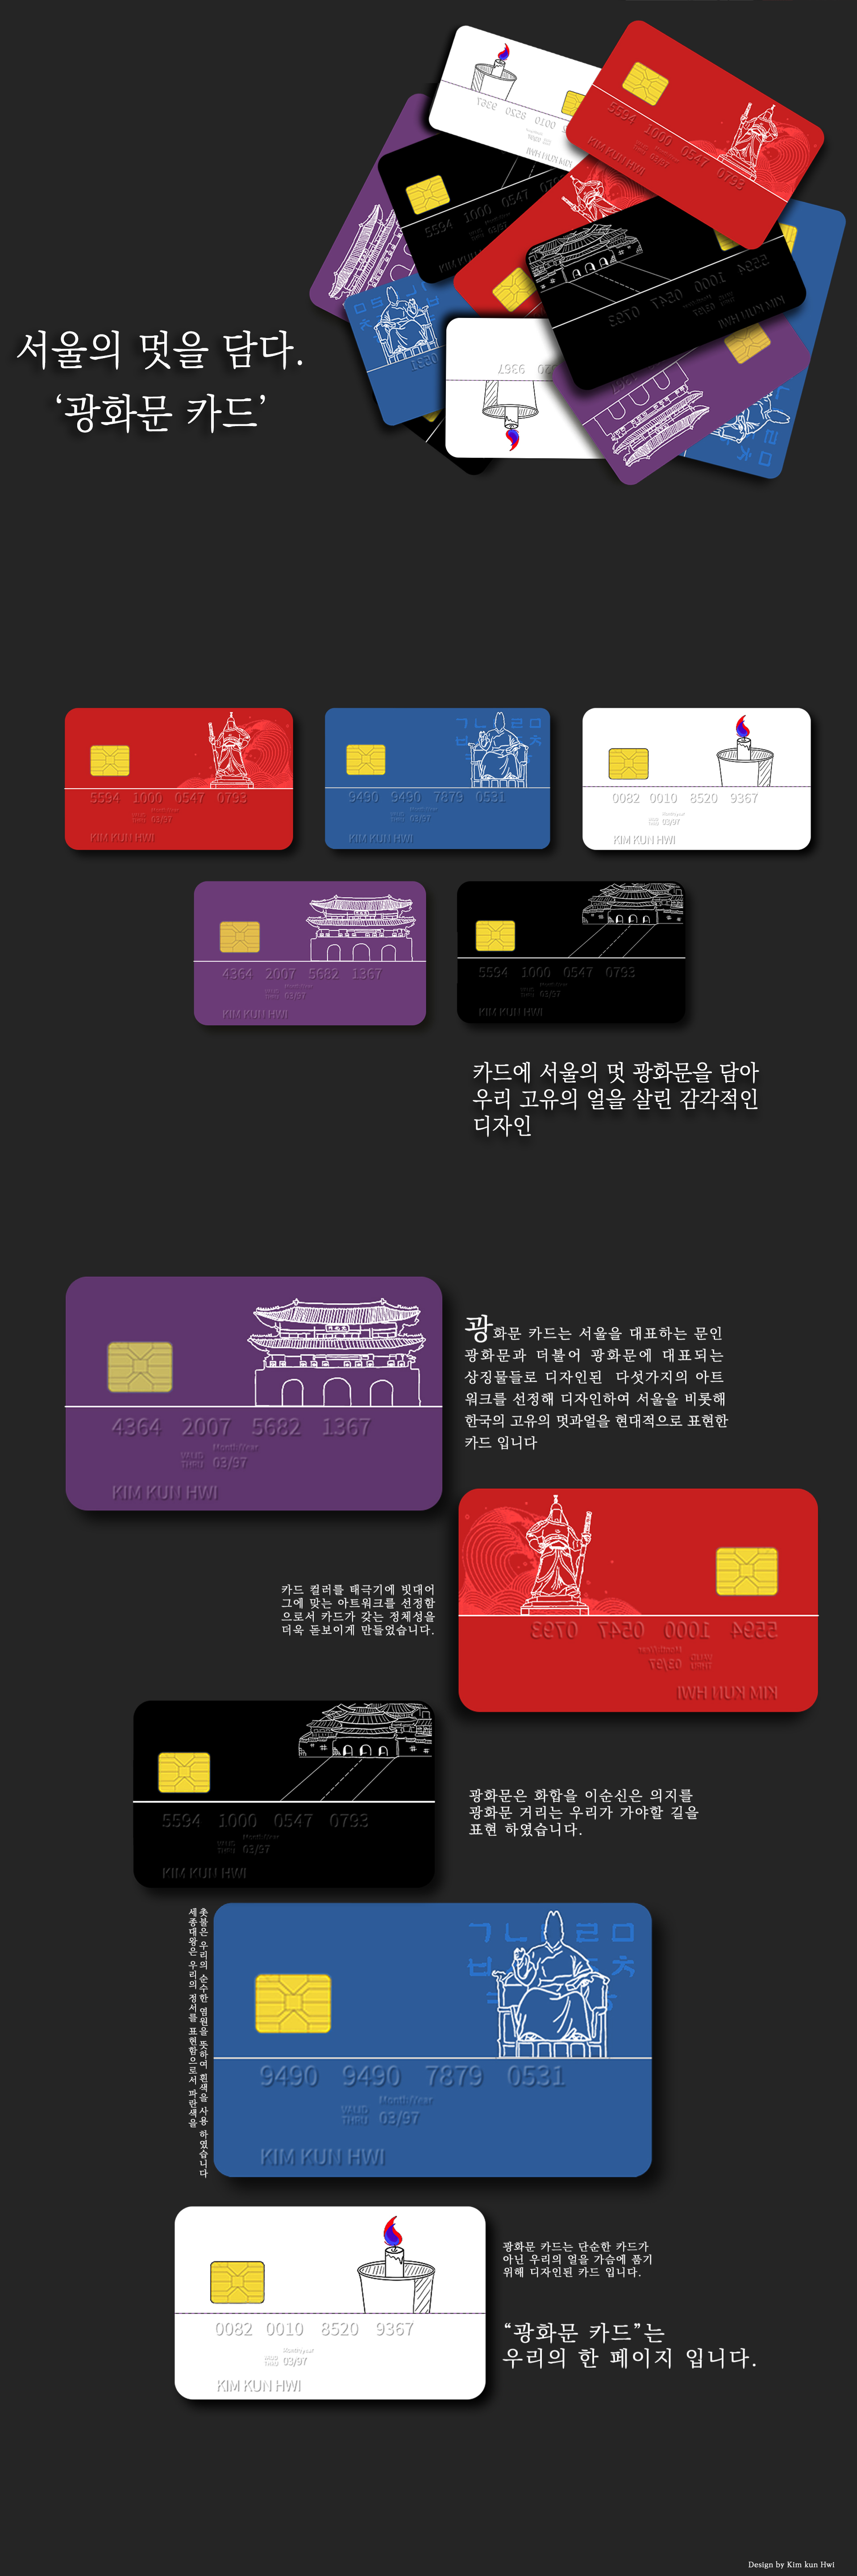 서울의 멋을 담다.
‘광화문 카드’
5594 1000 0547 0793
VALID THRU
Month/Year
03/97
KIM KUN HWI
ㄱ ㄴ ㄹ ㅁ
ㅂ ㅊ
9490 9490 7879 0531
VALID THRU
Month/Year
03/97
KIM KUN HWI
0082 0010 8520 9367
03/97
KIM KUN HWI
4364 2007 5682 1367
VALID THRU
Month/Year
03/97
KIM KUN HWI
5594 1000 0547 0793
VALID THRU
Month/Year
03/97
KIM KUN HWI
카드에 서울의 멋 광화문을 담아
우리 고유의 얼을 살린 감각적인
디자인
4364 2007 5682 1367
Month/Year
VALID
THRU 03/97
KIM KUN HWI
광화문 카드는 서울을 대표하는 문인
광화문과 더불어 광화문에 대표되는
상징물들로 디자인된 다섯가지의 아트
워크를 선정해 디자인하여 서울을 비롯해
한국의 고유의 멋과얼을 현대적으로 표현한
카드 입니다
카드 컬러를 태극기에 빗대어
그에 맞는 아트워크를 선정함
으로서 카드가 갖는 정체성을
더욱 돋보이게 만들었습니다.
5594 1000 0547 0793
Month/Year
VALID
THRU 03/97
KIM KUN HWI
5594 1000 0547 0793
Month/Year
VALID
THRU 03/97
KIM KUN HWI
광화문은 화합을 이순신은 의지를
광화문 거리는 우리가 가야할 길을
표현 하였습니다.
촛불은 우리의 순수한 염원을 뜻하여 흰색을 사용 하였습니다
세종대왕은 우리의 정서를 표현함으로서 파란색을
ㄱ ㄴ ㄹ ㅁ
ㅂ ㅊ
9490 9490 7879 0531
Month/Year
VALID
THRU 03/97
KIM KUN HWI
0082 0010 8520 9367
Month/Year
VALID
THRU 03/97
KIM KUN HWI
광화문 카드는 단순한 카드가
아닌 우리의 얼을 가슴에 품기
위해 디자인된 카드 입니다.
“광화문 카드”는
우리의 한 페이지 입니다.
Design by Kim kun Hwi